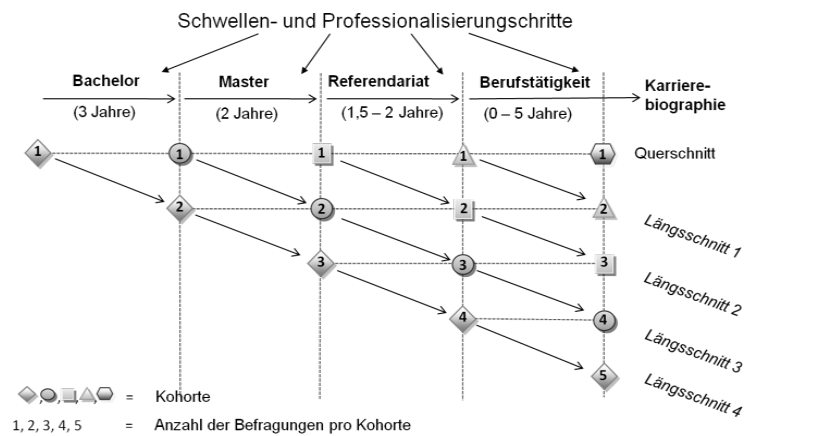 Schwellen- und Professionalisierungschritte
Bachelor Master Referendariat Berufstätigkeit Karriere-
(3 Jahre) (2 Jahre) (1,5 – 2 Jahre) (0 – 5 Jahre) biographie
1 1 1 1 1 Querschnitt
2 2 2 2 Längsschnitt 1
3 3 3 Längsschnitt 2
4 4 Längsschnitt 3
5 Längsschnitt 4
, , , , = Kohorte
1, 2, 3, 4, 5 = Anzahl der Befragungen pro Kohorte